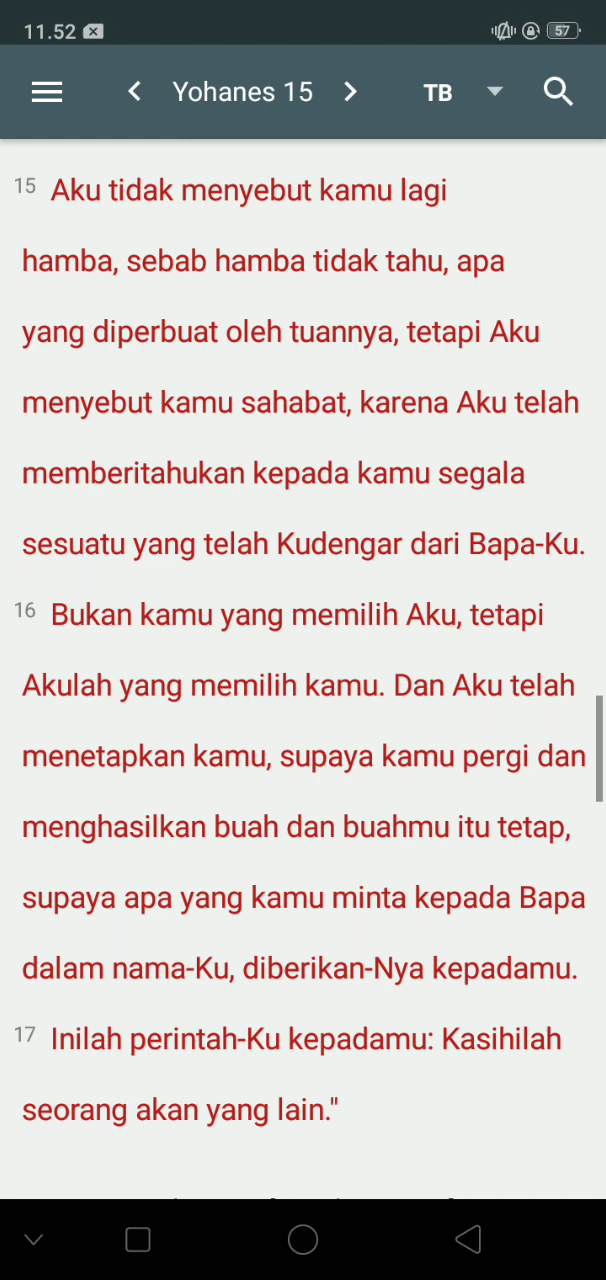 11.52
57
Yohanes 15
TB
15 Aku tidak menyebut kamu lagi
hamba, sebab hamba tidak tahu, apa
yang diperbuat oleh tuannya, tetapi Aku
menyebut kamu sahabat, karena Aku telah
memberitahukan kepada kamu segala
sesuatu yang telah Kudengar dari Bapa-Ku.
16 Bukan kamu yang memilih Aku, tetapi
Akulah yang memilih kamu. Dan Aku telah
menetapkan kamu, supaya kamu pergi dan
menghasilkan buah dan buahmu itu tetap,
supaya apa yang kamu minta kepada Bapa
dalam nama-Ku, diberikan-Nya kepadamu.
17 Inilah perintah-Ku kepadamu: Kasihilah
seorang akan yang lain."